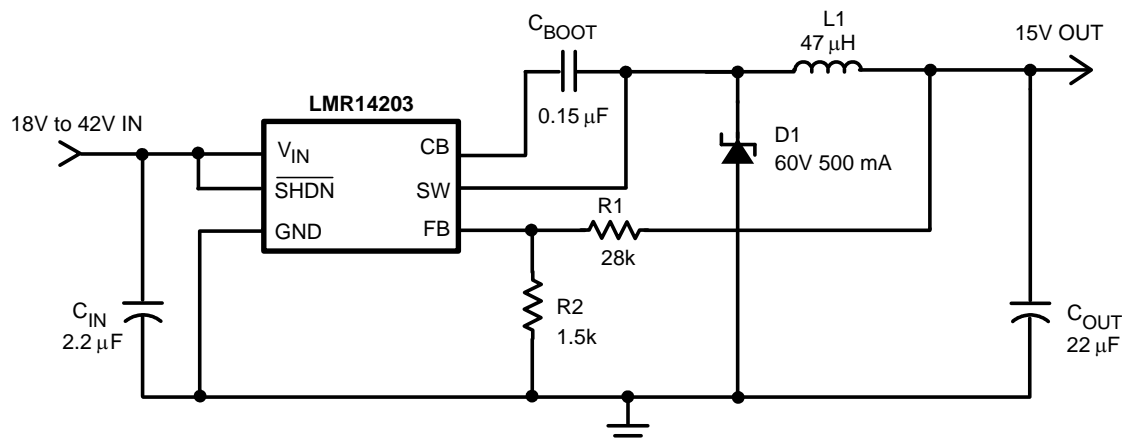 C_BOOT
0.15 μF
L1
47 μH
15V OUT
LMR14203
18V to 42V IN
V_IN
CB
SHDN
SW
GND
FB
D1
60V 500 mA
R1
28k
R2
1.5k
C_IN
2.2 μF
C_OUT
22 μF